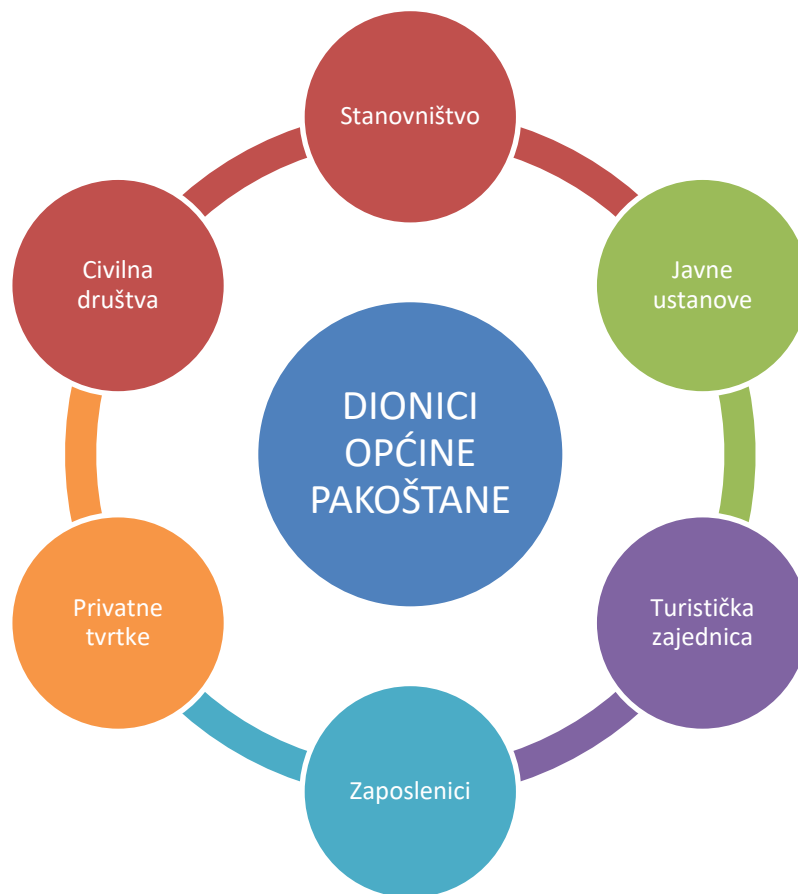 Stanovništvo
Civilna
društva
Javne
ustanove
DIONICI
OPĆINE
PAKOŠTANE
Privatne
tvrtke
Turistička
zajednica
Zaposlenici